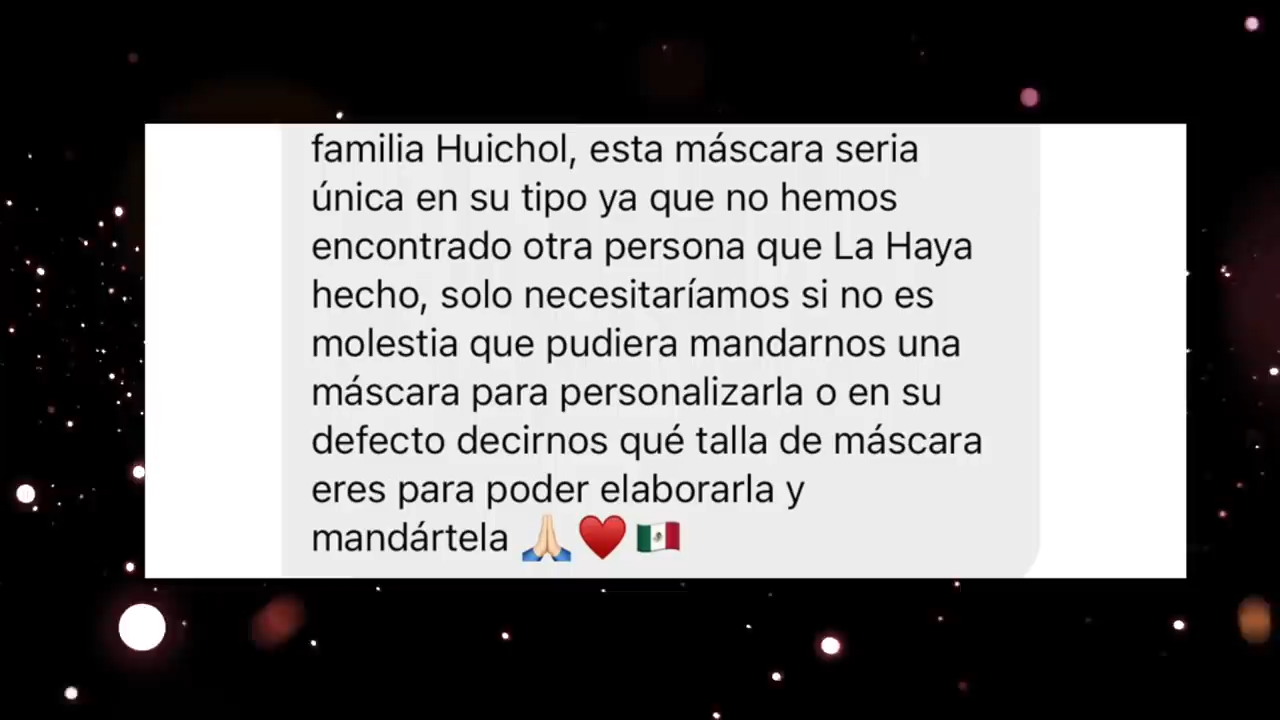 familia Huichol, esta máscara seria
única en su tipo ya que no hemos
encontrado otra persona que La Haya
hecho, solo necesitaríamos si no es
molestia que pudiera mandarnos una
máscara para personalizarla o en su
defecto decirnos qué talla de máscara
eres para poder elaborarla y
mandártela 🙏🏼❤️🇲🇽